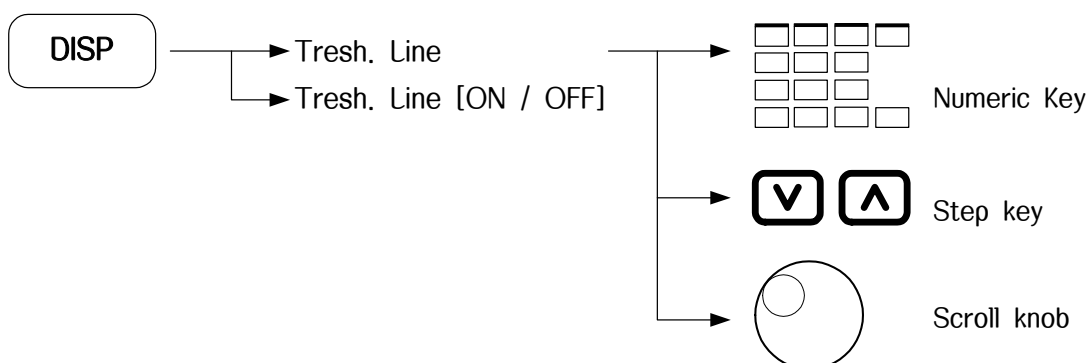 DISP
Tresh. Line
Tresh. Line [ON / OFF]
Numeric Key
Step key
Scroll knob